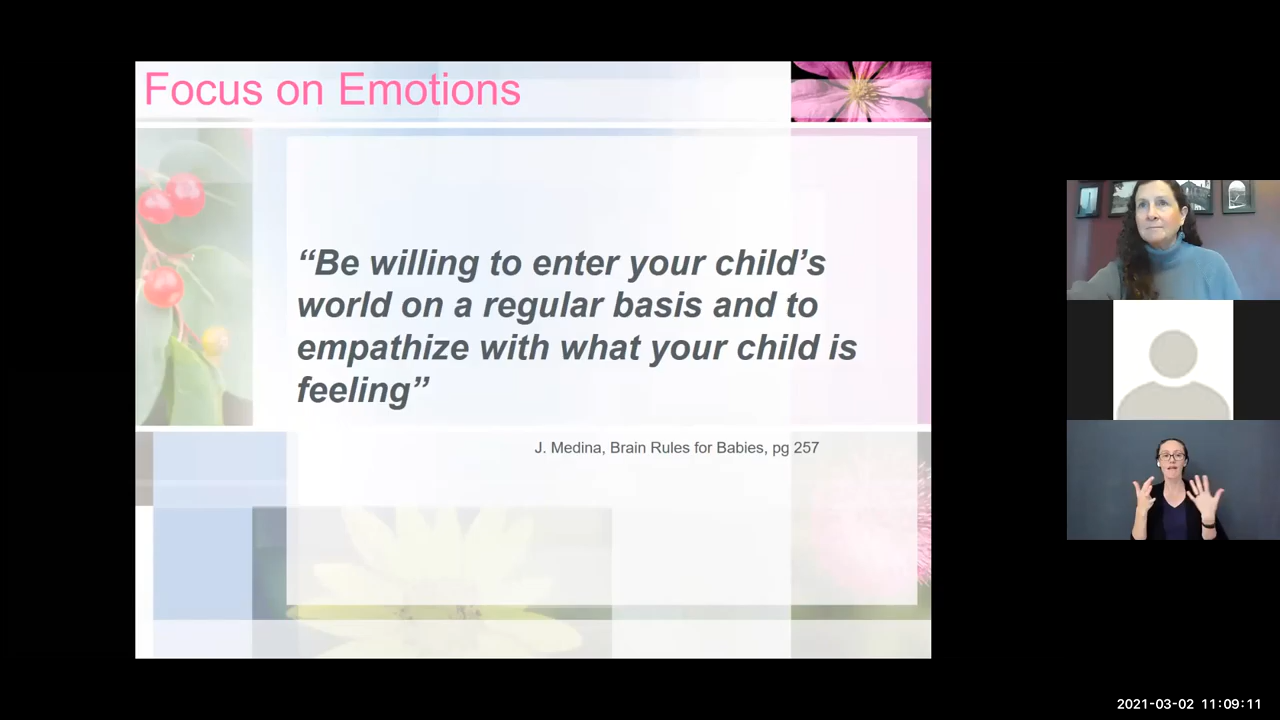 Focus on Emotions
“Be willing to enter your child’s
world on a regular basis and to
empathize with what your child is
feeling”
J. Medina, Brain Rules for Babies, pg 257
2021-03-02 11:09:11